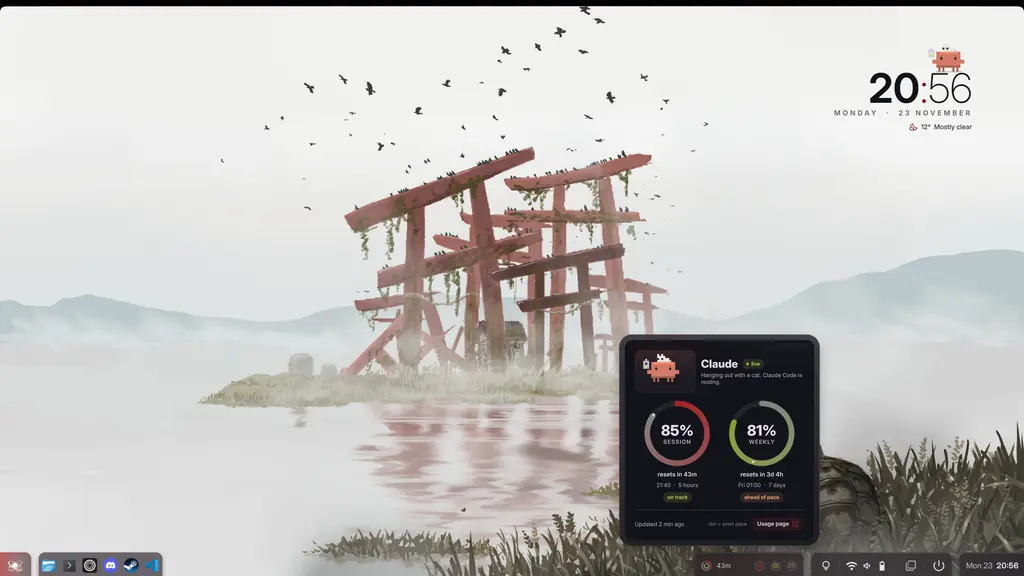 20:56
MONDAY · 23 NOVEMBER
12° Mostly clear
Claude
live
Hanging out with a cat. Claude Code is
resting.
85%
SESSION
resets in 43m
21:40 · 5 hours
on track
81%
WEEKLY
resets in 3d 4h
Fri 01:00 · 7 days
ahead of pace
Updated 2 min ago
dot = even pace
Usage page
43m
Mon 23 20:56